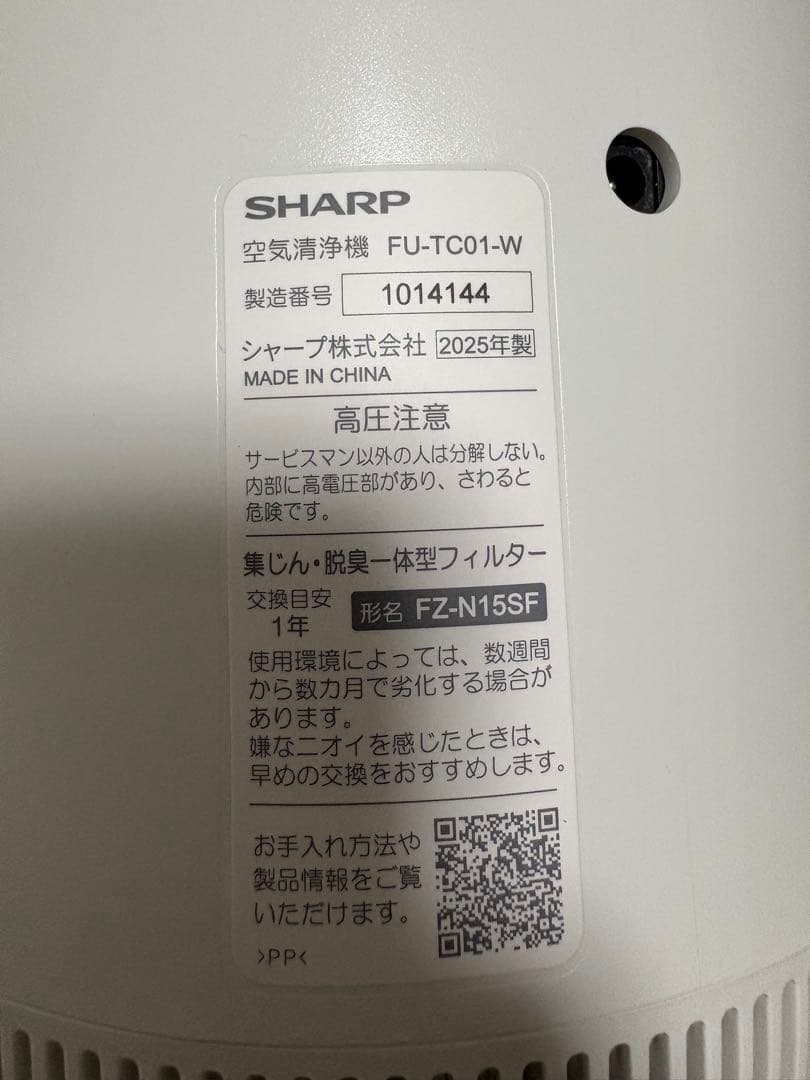 SHARP
空気清浄機 FU-TC01-W
製造番号 1014144
シャープ株式会社 2025年製
MADE IN CHINA
高圧注意
サービスマン以外の人は分解しない。
内部に高電圧部があり、さわると
危険です。
集じん・脱臭一体型フィルター
交換目安
1年
形名 FZ-N15SF
使用環境によっては、数週間
から数カ月で劣化する場合が
あります。
嫌なニオイを感じたときは、
早めの交換をおすすめします。
お手入れ方法や
製品情報をご覧
いただけます。
>PP<